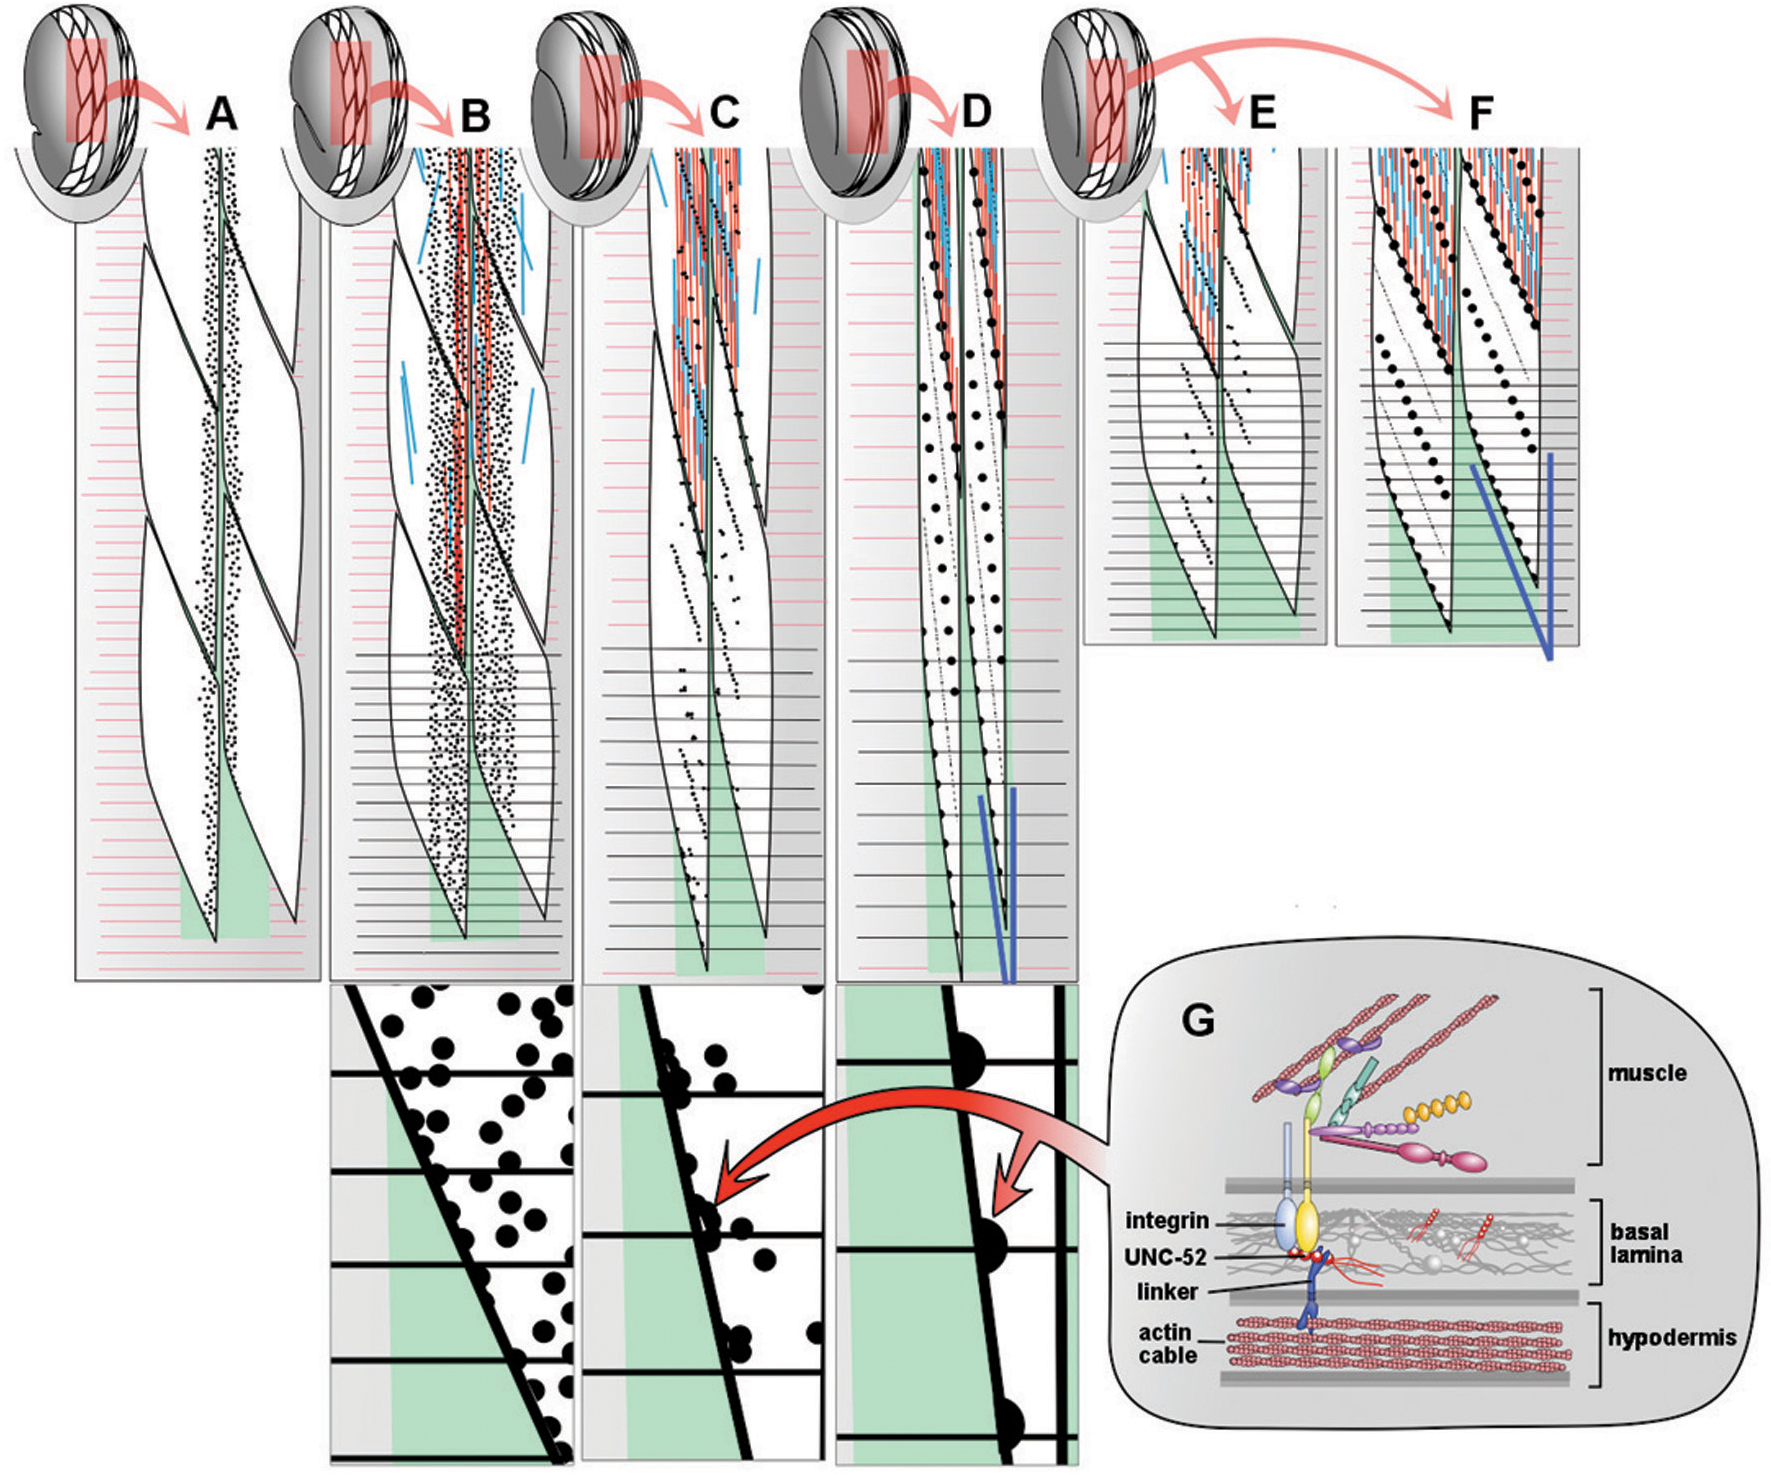 A
B
C
D
E
F
G
muscle
integrin
UNC-52
linker
basal
lamina
actin
cable
hypodermis